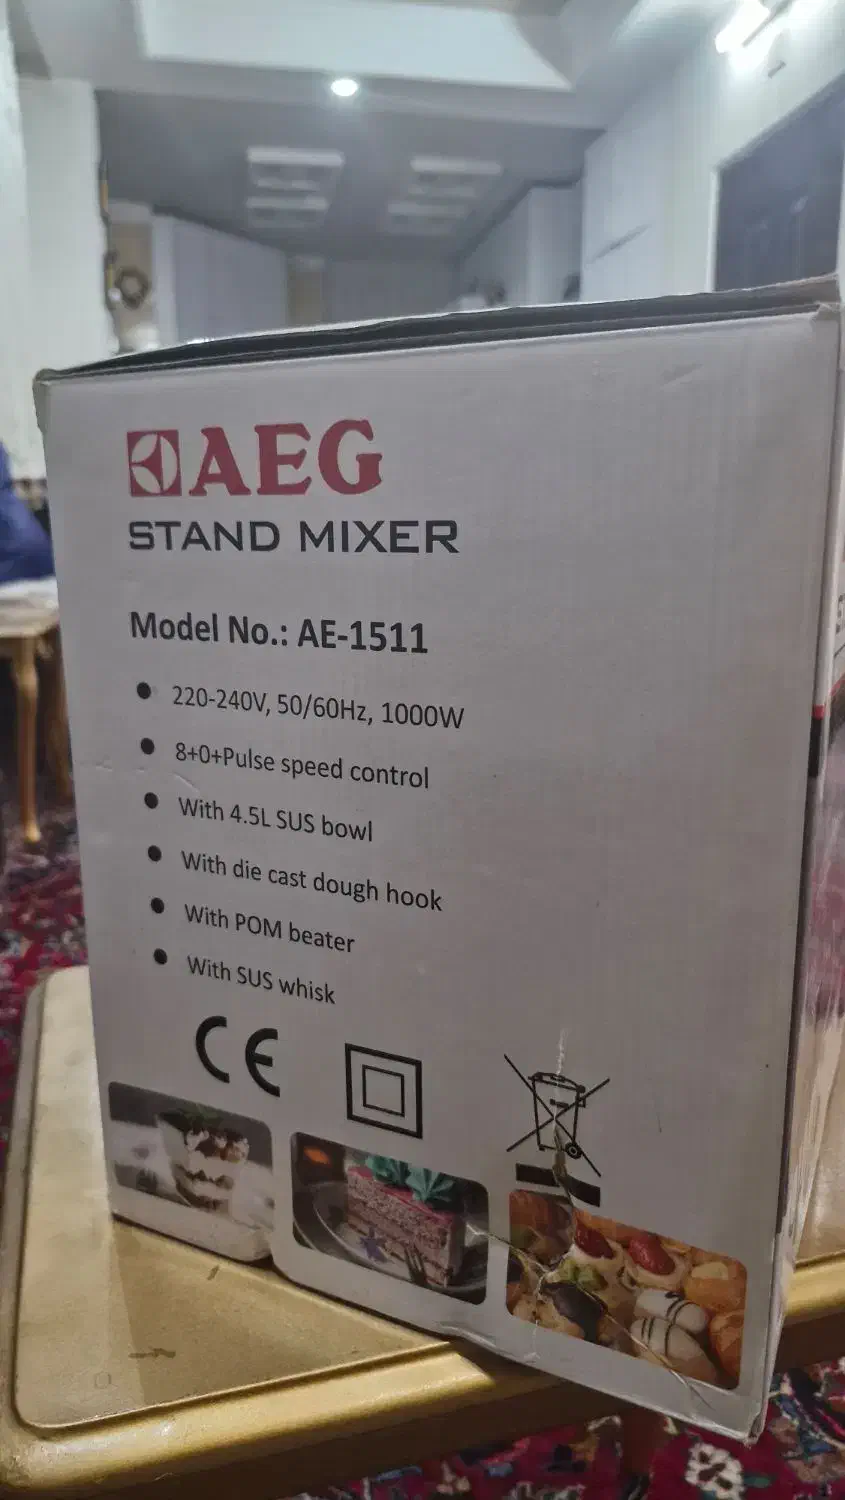 AEG
STAND MIXER
Model No.: AE-1511
220-240V, 50/60Hz, 1000W
8+0+Pulse speed control
With 4.5L SUS bowl
With die cast dough hook
With POM beater
With SUS whisk
CE